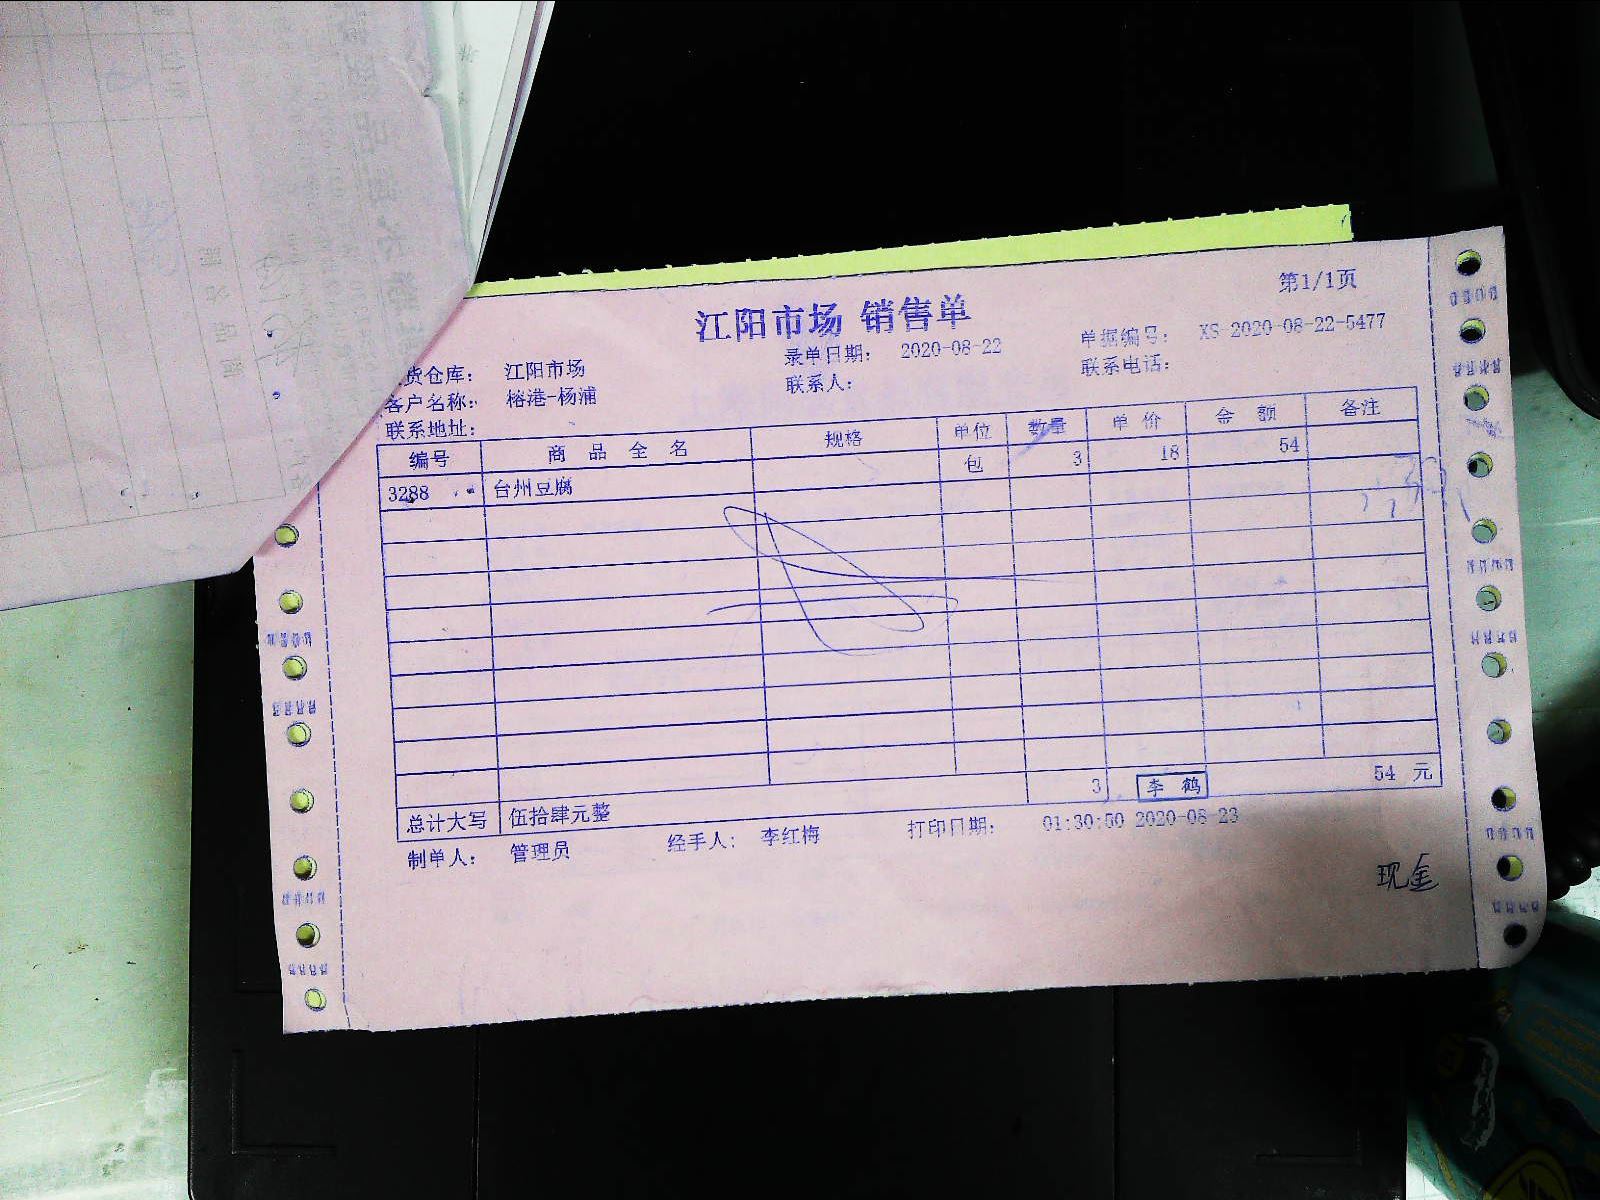 第1/1页
江阳市场 销售单
货仓库： 江阳市场 录单日期： 2020-08-22 单据编号： XS-2020-08-22-5477
客户名称： 榕港-杨浦 联系人： 联系电话：
联系地址：
编号 商品全名 规格 单位 数量 单价 金额 备注
3288 台州豆腐 包 3 18 54
总计大写 伍拾肆元整 3 李鹤 54 元
制单人： 管理员 经手人： 李红梅 打印日期： 01:30:50 2020-08-23
现金